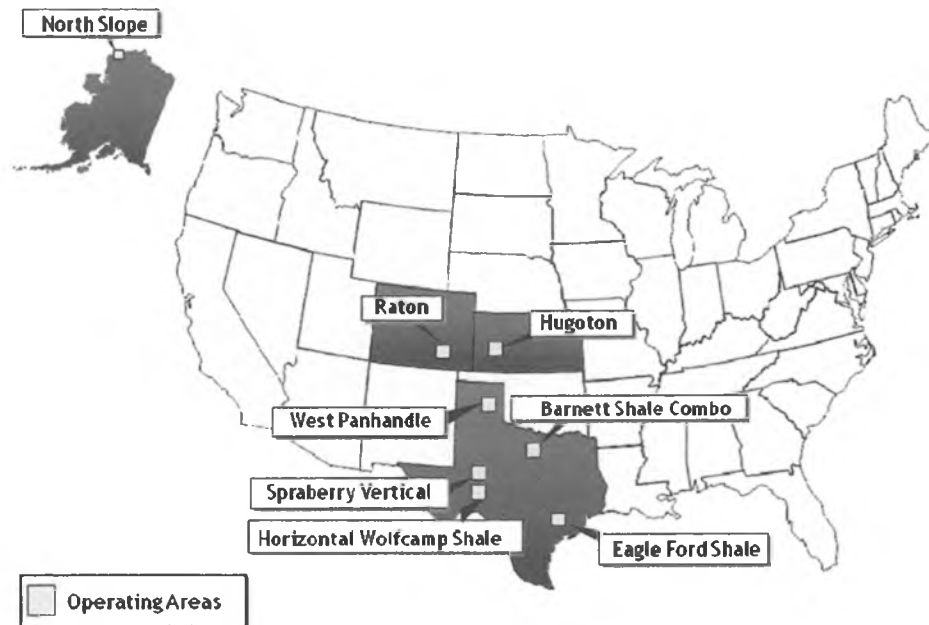 North Slope
Raton
Hugoton
West Panhandle
Barnett Shale Combo
Spraberry Vertical
Horizontal Wolfcamp Shale
Eagle Ford Shale
Operating Areas